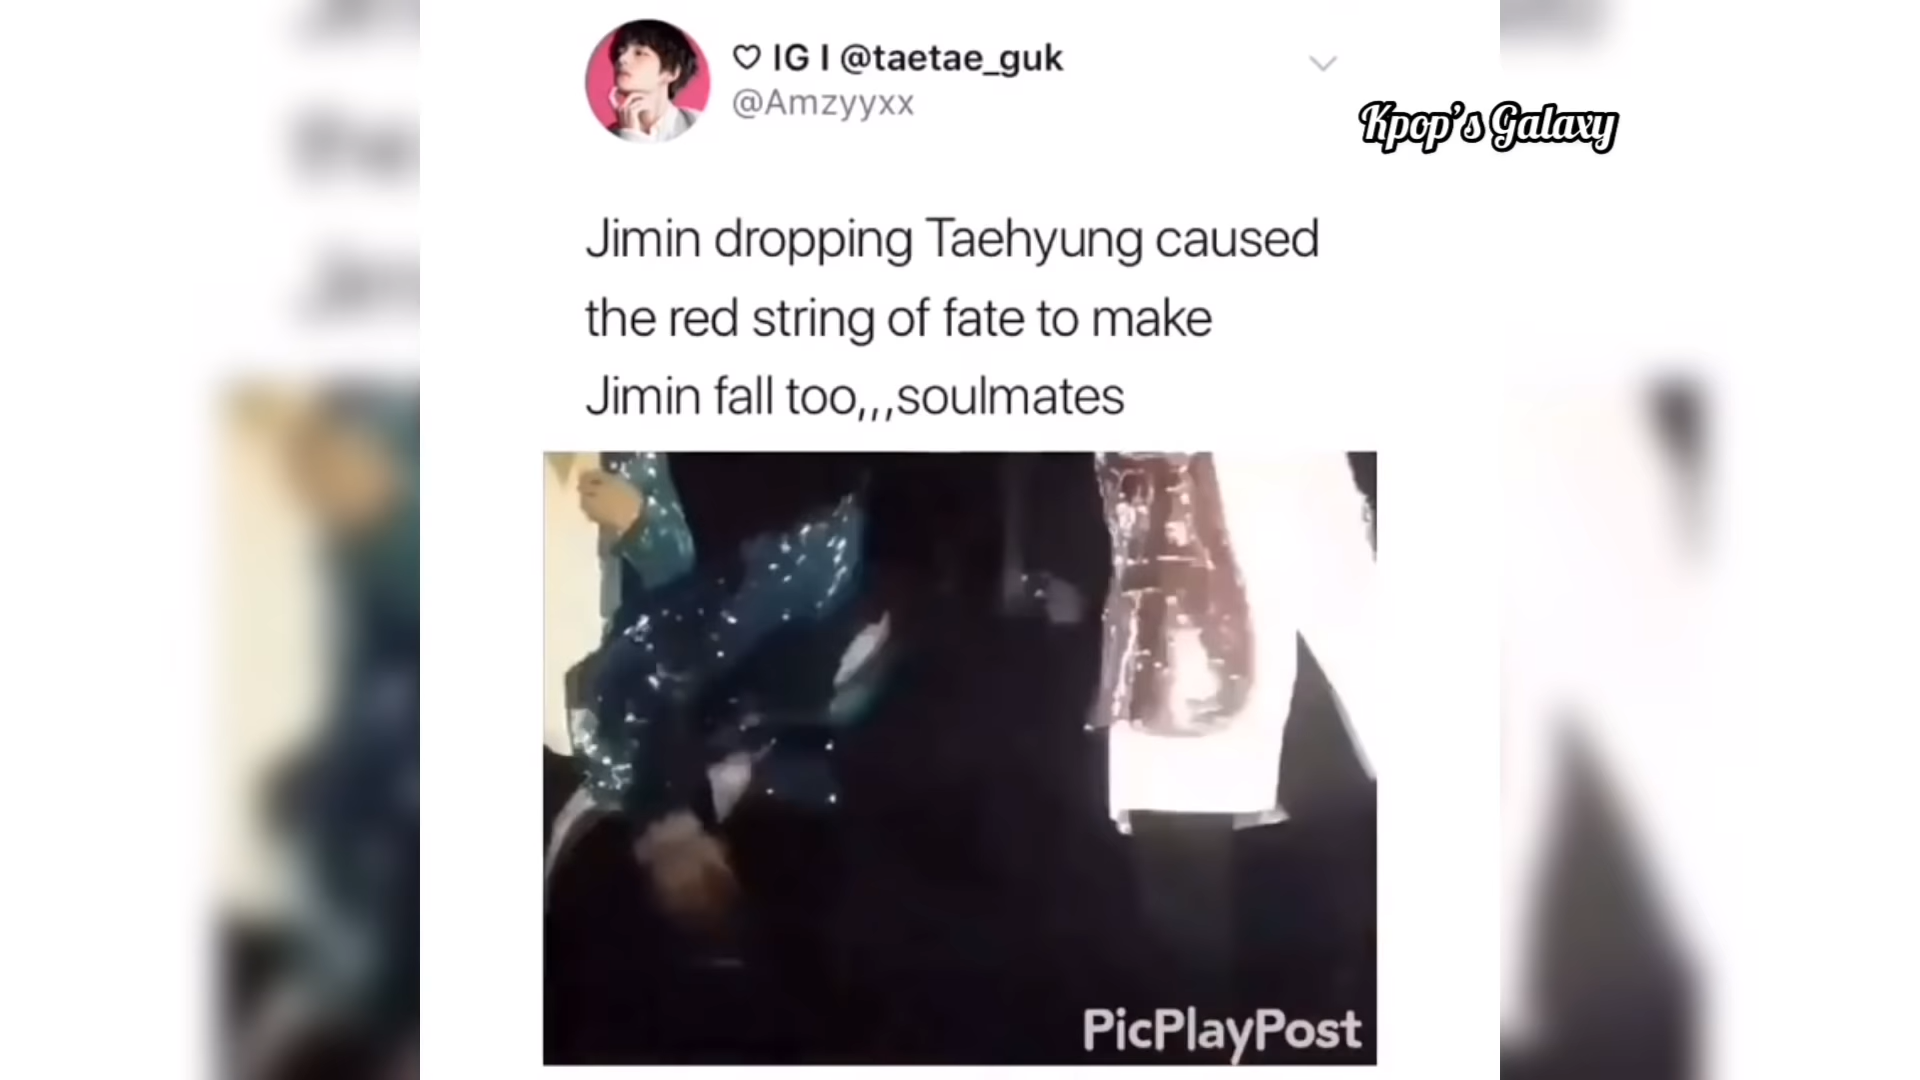 ♡ IG I @taetae_guk
@Amzyyxx
Kpop's Galaxy
Jimin dropping Taehyung caused
the red string of fate to make
Jimin fall too,,,soulmates
PicPlayPost